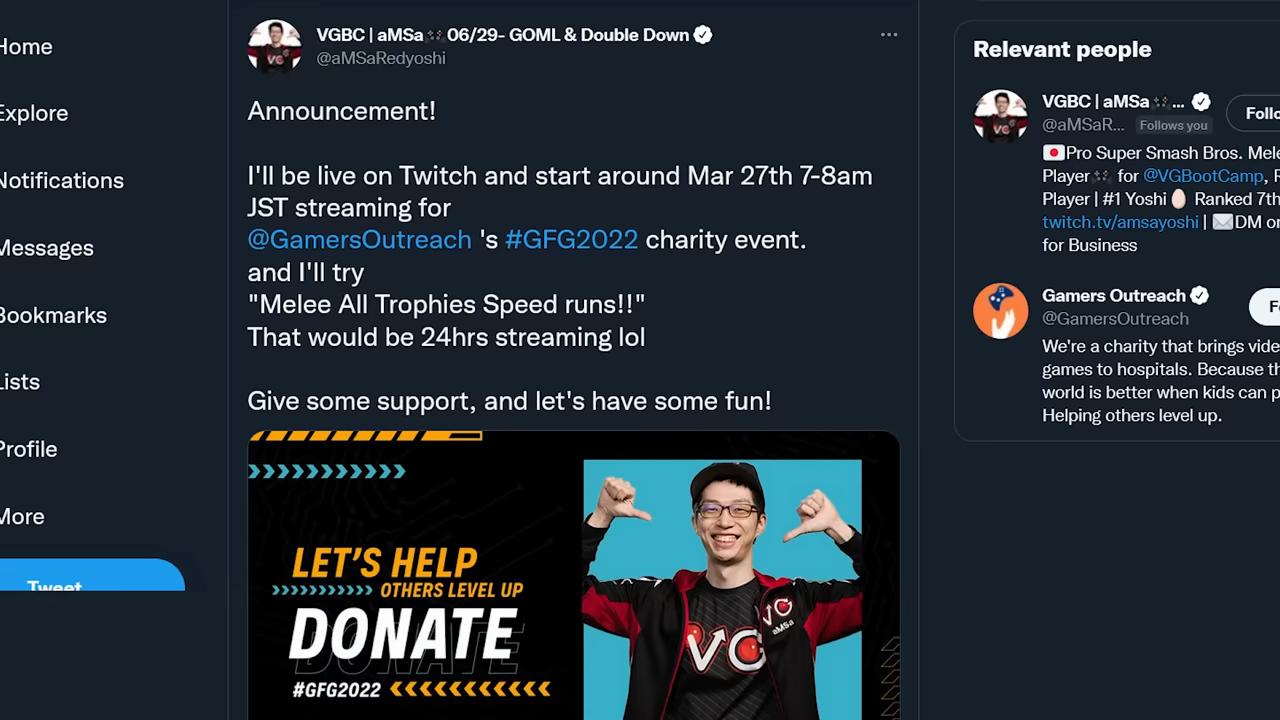 Home
Explore
Notifications
Messages
Bookmarks
Lists
Profile
More
Tweet
VGBC | aMSa🎮06/29- GOML & Double Down
@aMSaRedyoshi
Announcement!
I'll be live on Twitch and start around Mar 27th 7-8am
JST streaming for
@GamersOutreach 's #GFG2022 charity event.
and I'll try
"Melee All Trophies Speed runs!!"
That would be 24hrs streaming lol
Give some support, and let's have some fun!
LET'S HELP
OTHERS LEVEL UP
DONATE
#GFG2022
VG
aMSa
VG
Relevant people
VGBC | aMSa🎮...
@aMSaR... Follows you
🇯🇵Pro Super Smash Bros.
Player🎮 for @VGBootCamp,
Player | #1 Yoshi🥚 Ranked 7th
twitch.tv/amsayoshi | ✉️DM
for Business
Gamers Outreach
@GamersOutreach
We're a charity that brings
games to hospitals. Because
world is better when kids can
Helping others level up.